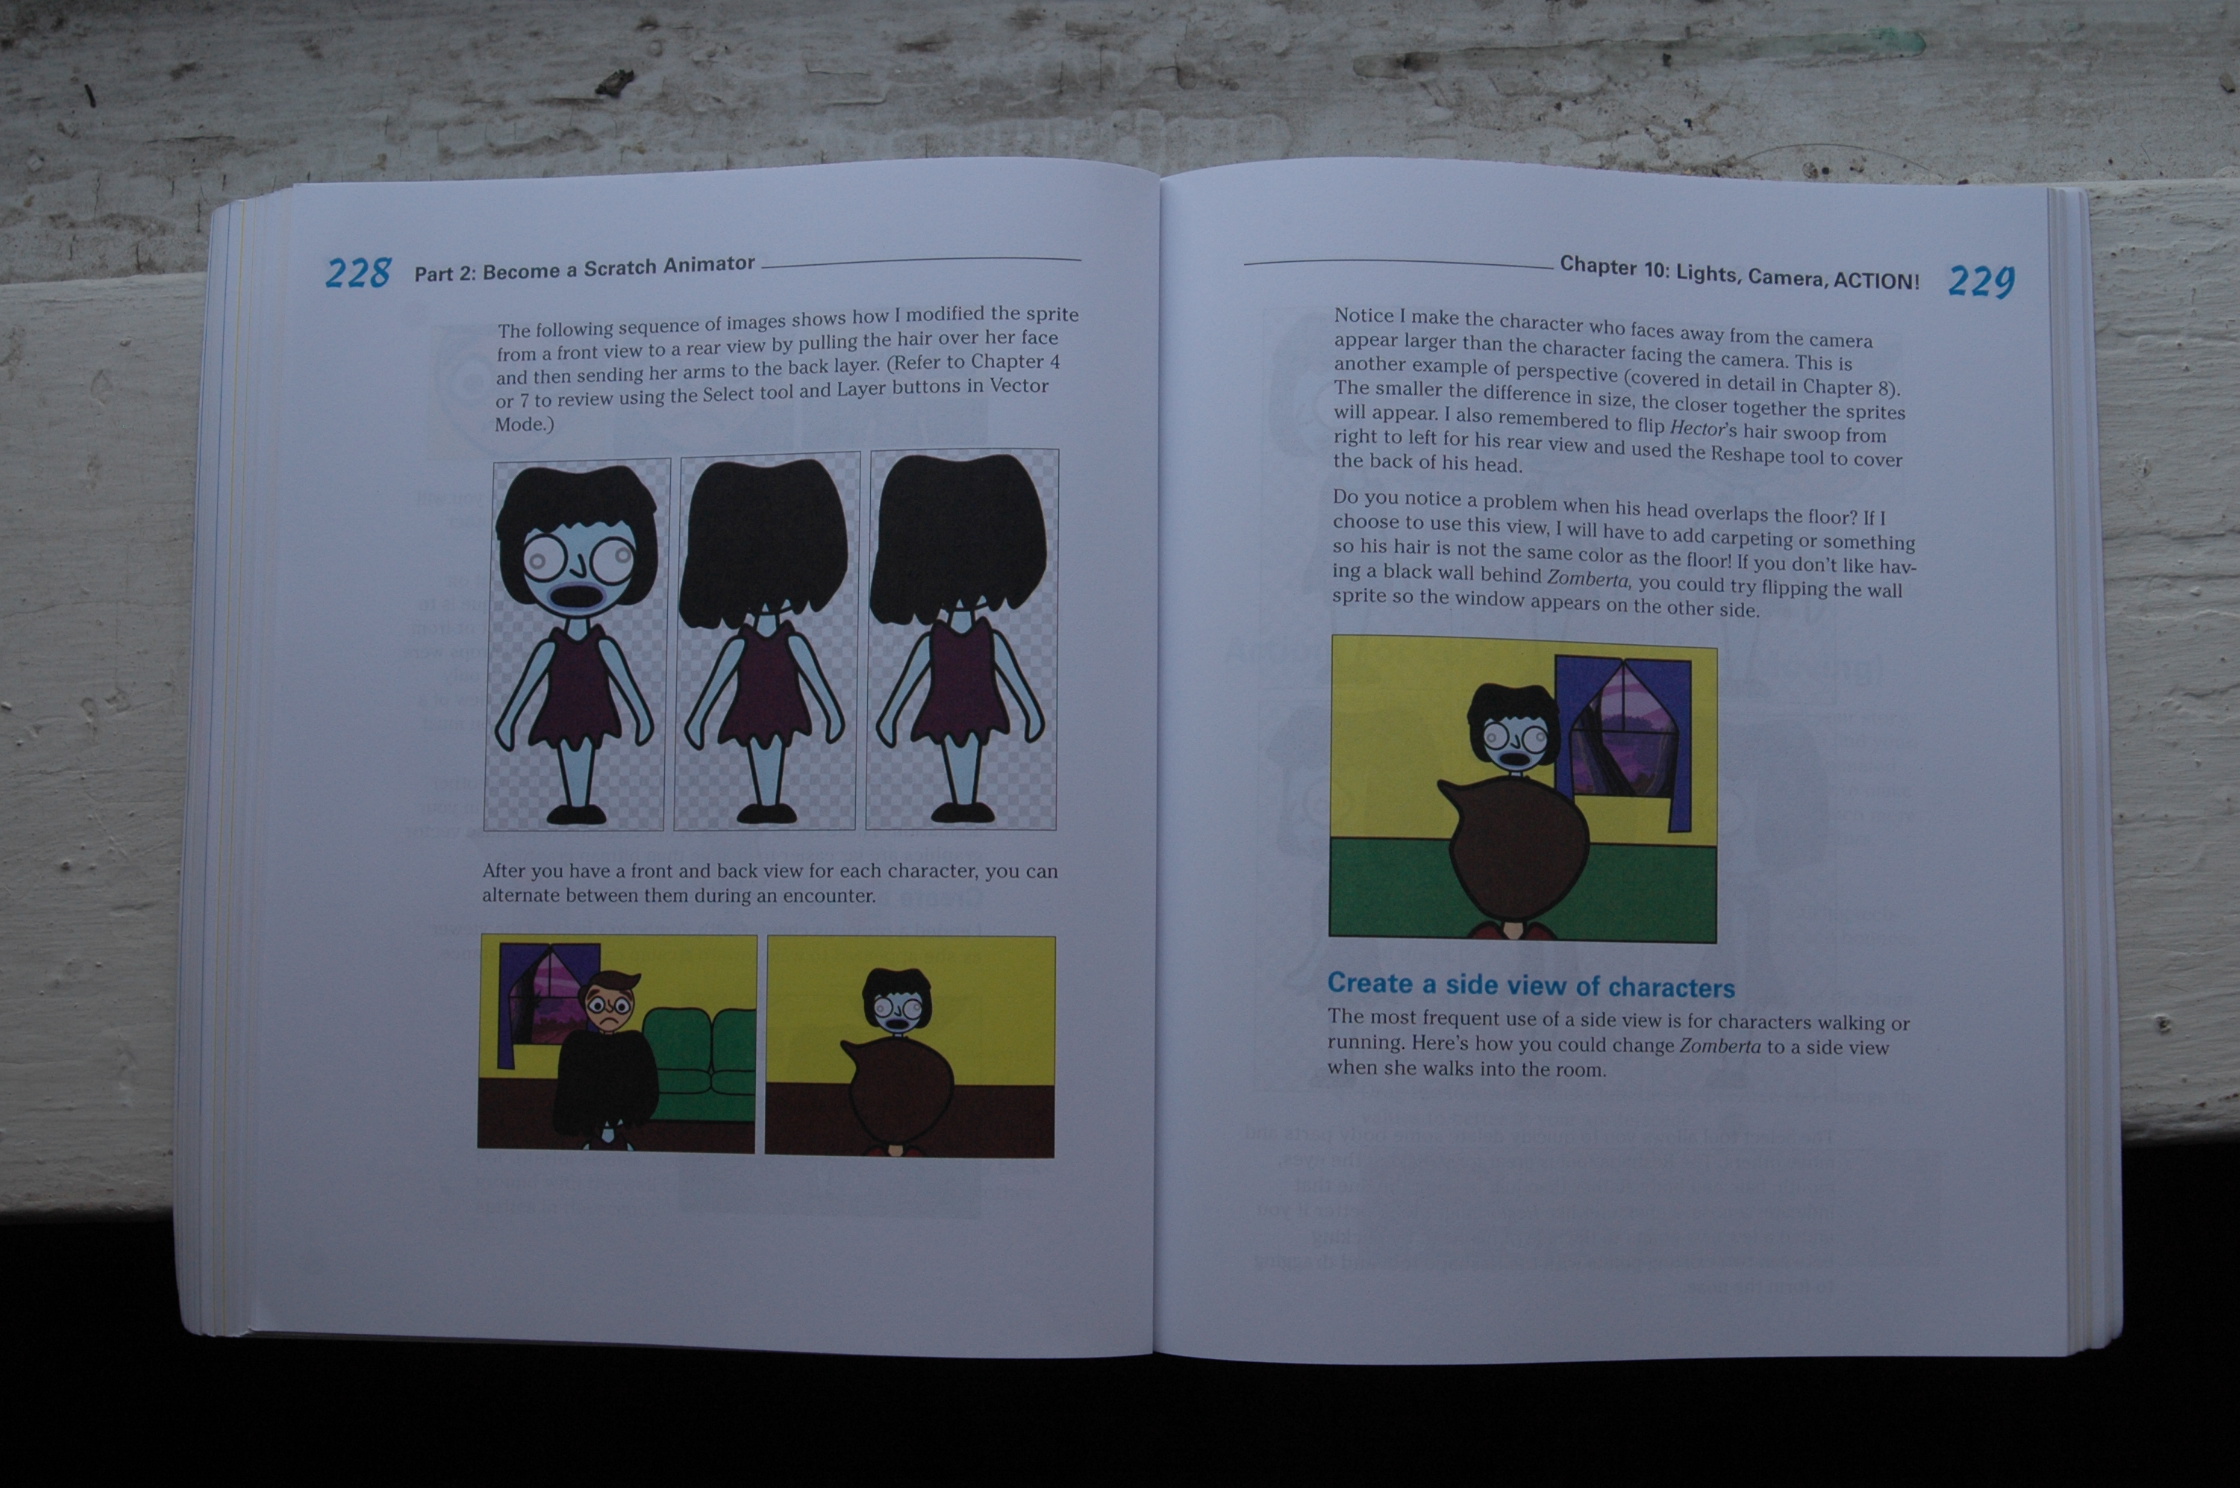 228 Part 2: Become a Scratch Animator
The following sequence of images shows how I modified the sprite
from a front view to a rear view by pulling the hair over her face
and then sending her arms to the back layer. (Refer to Chapter 4
or 7 to review using the Select tool and Layer buttons in Vector
Mode.)
After you have a front and back view for each character, you can
alternate between them during an encounter.
Chapter 10: Lights, Camera, ACTION! 229
Notice I make the character who faces away from the camera
appear larger than the character facing the camera. This is
another example of perspective (covered in detail in Chapter 8).
The smaller the difference in size, the closer together the sprites
will appear. I also remembered to flip Hector's hair swoop from
right to left for his rear view and used the Reshape tool to cover
the back of his head.
Do you notice a problem when his head overlaps the floor? If I
choose to use this view, I will have to add carpeting or something
so his hair is not the same color as the floor! If you don't like hav-
ing a black wall behind Zomberta, you could try flipping the wall
sprite so the window appears on the other side.
Create a side view of characters
The most frequent use of a side view is for characters walking or
running. Here's how you could change Zomberta to a side view
when she walks into the room.